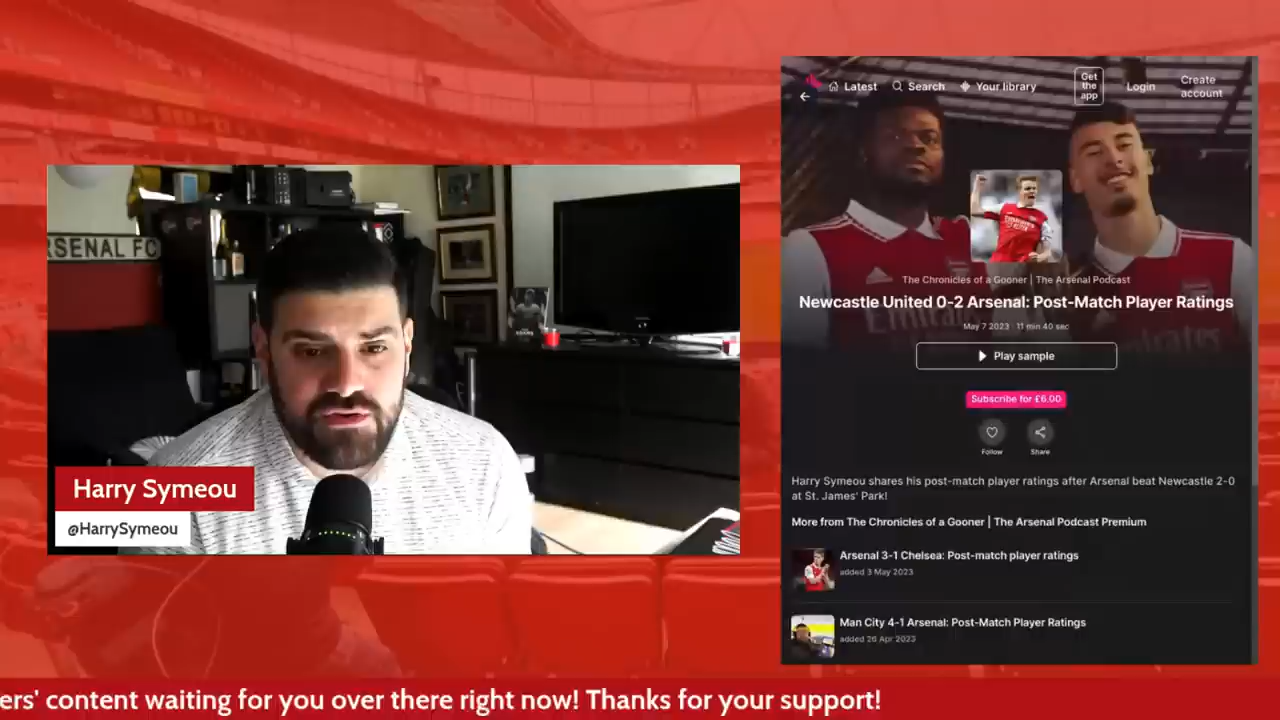 RSENAL FC
Harry Symeou
@HarrySymeou
Latest
Search
Your library
Get
the
app
Login
Create
account
The Chronicles of a Gooner | The Arsenal Podcast
Newcastle United 0-2 Arsenal: Post-Match Player Ratings
May 7 2023 · 11 min 40 sec
Play sample
Subscribe for £6.00
Follow
Share
Harry Symeou shares his post-match player ratings after Arsenal beat Newcastle 2-0
at St. James' Park!
More from The Chronicles of a Gooner | The Arsenal Podcast Premium
Arsenal 3-1 Chelsea: Post-match player ratings
added 3 May 2023
Man City 4-1 Arsenal: Post-Match Player Ratings
added 26 Apr 2023
ers' content waiting for you over there right now! Thanks for your support!